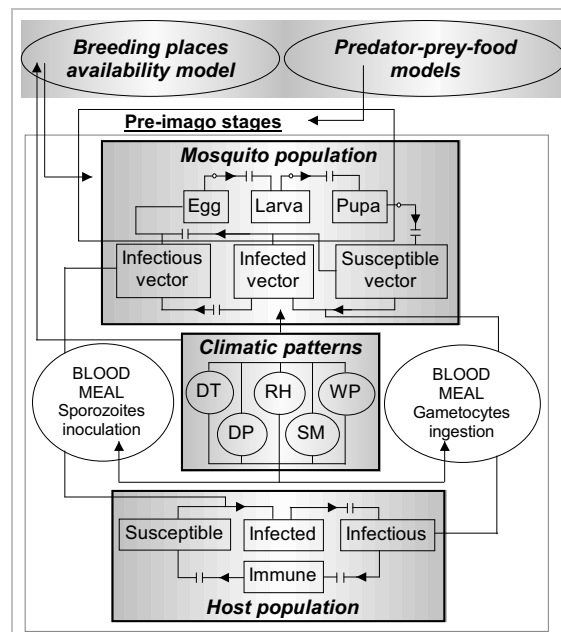 Breeding places
availability model
Predator-prey-food
models
Pre-imago stages
Mosquito population
Egg
Larva
Pupa
Infectious
vector
Infected
vector
Susceptible
vector
Climatic patterns
DT
RH
WP
DP
SM
BLOOD
MEAL
Sporozoites
inoculation
BLOOD
MEAL
Gametocytes
ingestion
Susceptible
Infected
Infectious
Immune
Host population